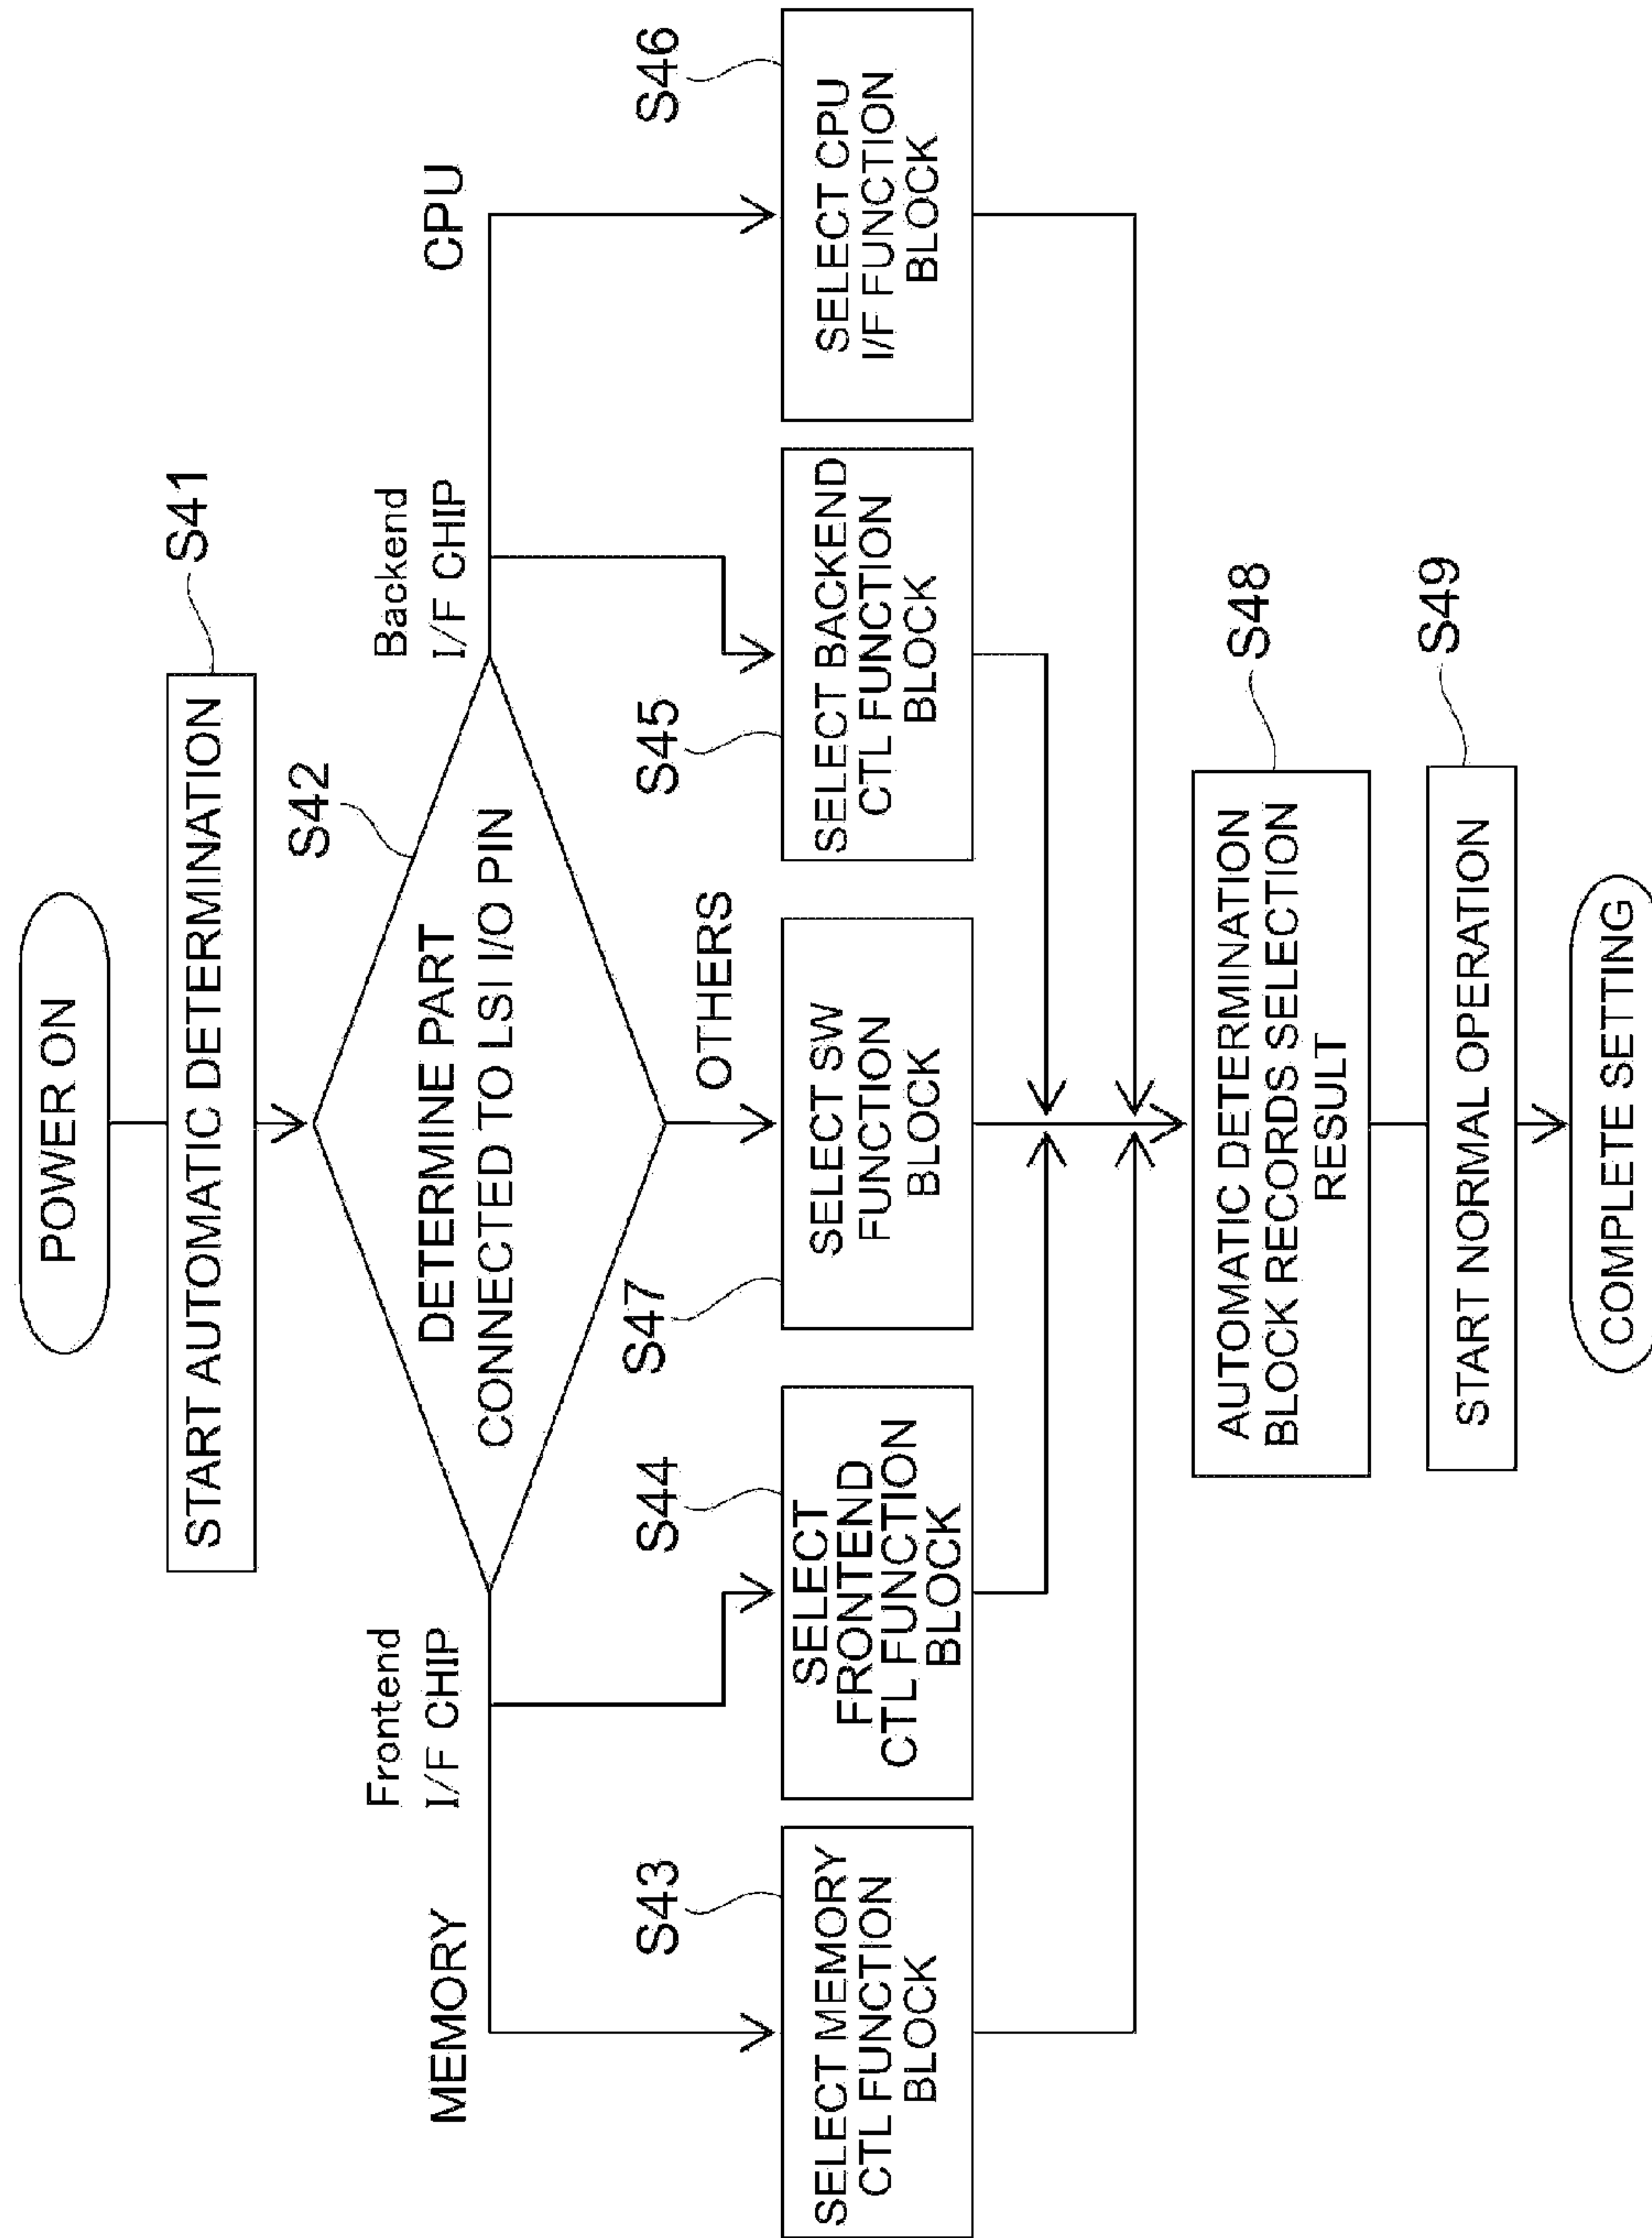 POWER ON
START AUTOMATIC DETERMINATION
S41
S42
DETERMINE PART
CONNECTED TO LSI I/O PIN
MEMORY
Frontend
I/F CHIP
OTHERS
Backend
I/F CHIP
CPU
S43
SELECT MEMORY
CTL FUNCTION
BLOCK
S44
SELECT
FRONTEND
CTL FUNCTION
BLOCK
S47
SELECT SW
FUNCTION
BLOCK
S45
SELECT BACKEND
CTL FUNCTION
BLOCK
S46
SELECT CPU
I/F FUNCTION
BLOCK
AUTOMATIC DETERMINATION
BLOCK RECORDS SELECTION
RESULT
S48
START NORMAL OPERATION
S49
COMPLETE SETTING